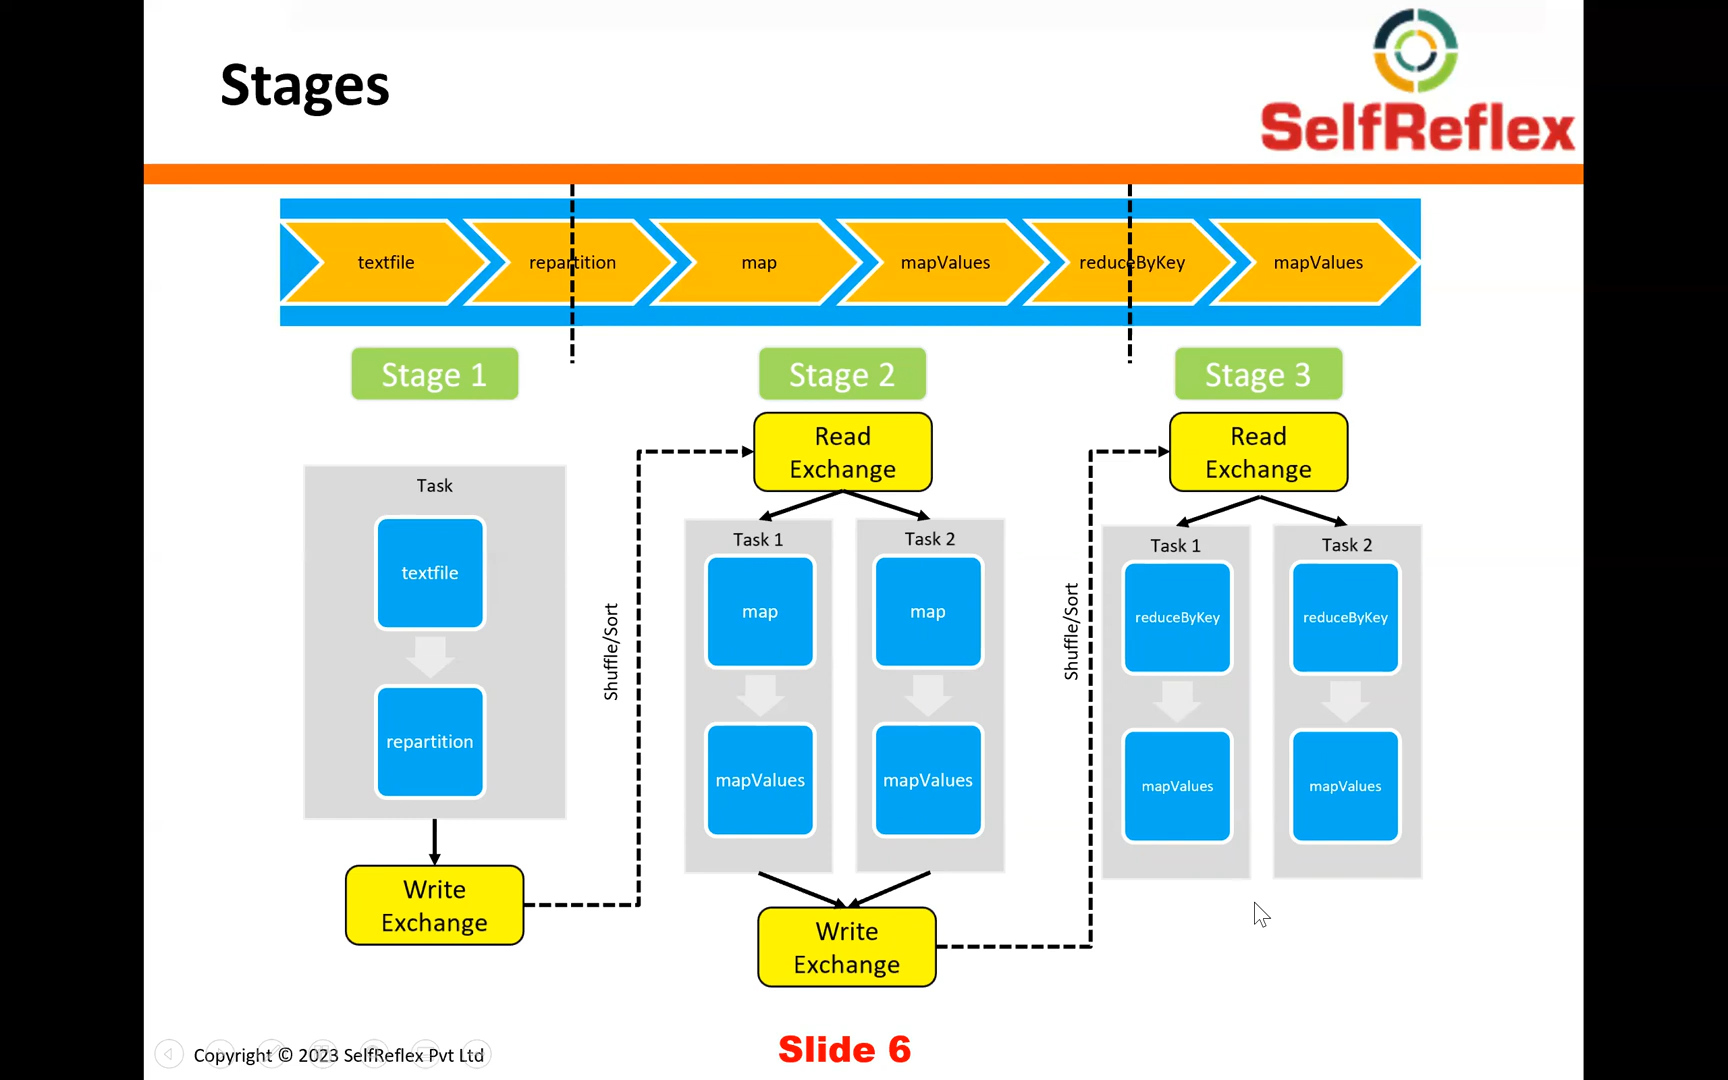 Stages
SelfReflex
textfile
repartition
map
mapValues
reduceByKey
mapValues
Stage 1
Stage 2
Stage 3
Task
textfile
repartition
Write
Exchange
Shuffle/Sort
Read
Exchange
Task 1
map
mapValues
Task 2
map
mapValues
Write
Exchange
Shuffle/Sort
Read
Exchange
Task 1
reduceByKey
mapValues
Task 2
reduceByKey
mapValues
Copyright © 2023 SelfReflex Pvt Ltd
Slide 6